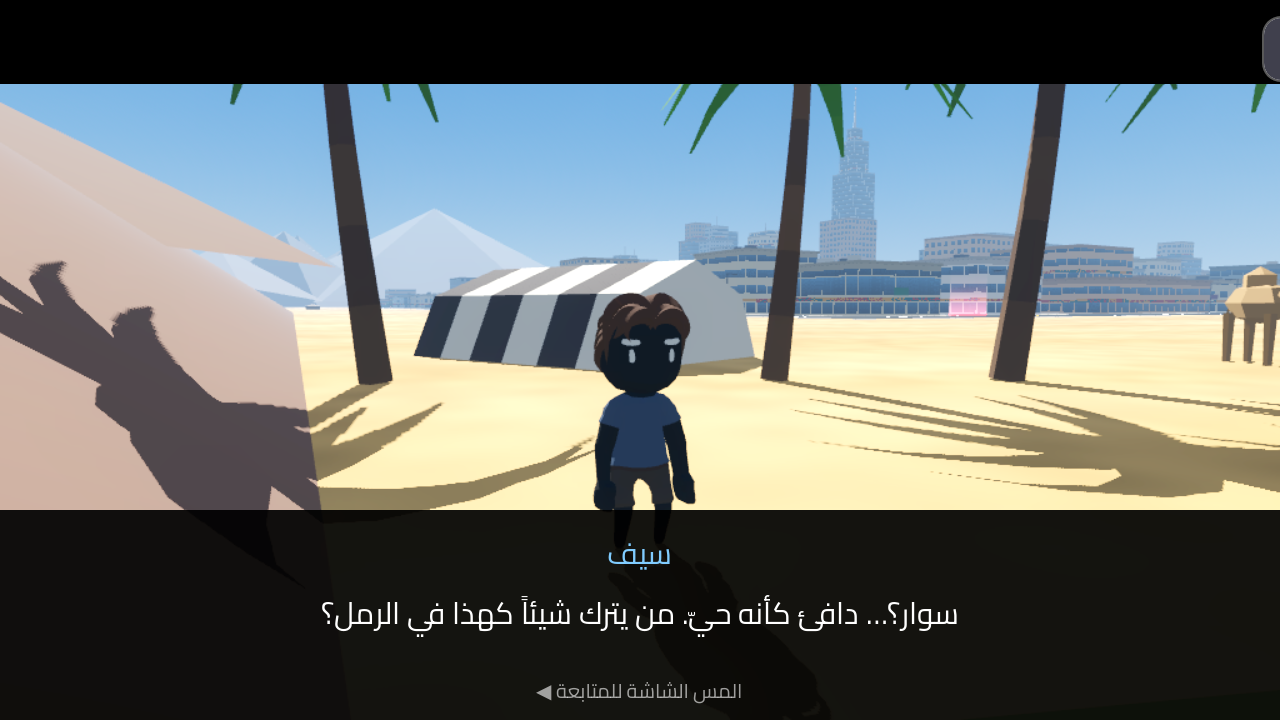 سيف
سوار؟... دافئ كأنه حيّ. من يترك شيئاً كهذا في الرمل؟
المس الشاشة للمتابعة ◀